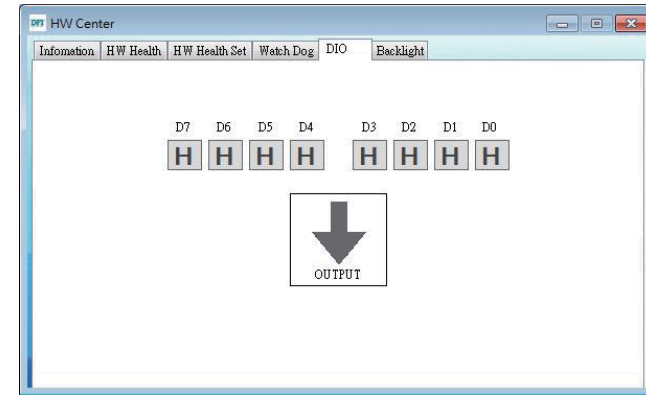 DFI HW Center
Infomation HW Health HW Health Set Watch Dog DIO Backlight
D7 D6 D5 D4 D3 D2 D1 D0
H H H H H H H H
OUTPUT